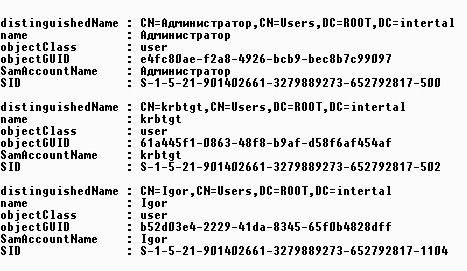 distinguishedName : CN=Администратор,CN=Users,DC=ROOT,DC=intertal
name : Администратор
objectClass : user
objectGUID : e4fc80ae-f2a8-4926-bcb9-bec8b7c99097
SamAccountName : Администратор
SID : S-1-5-21-901402661-3279889273-652792817-500
distinguishedName : CN=krbtgt,CN=Users,DC=ROOT,DC=intertal
name : krbtgt
objectClass : user
objectGUID : 61a445f1-0863-48f8-b9af-d58f6af454af
SamAccountName : krbtgt
SID : S-1-5-21-901402661-3279889273-652792817-502
distinguishedName : CN=Igor,CN=Users,DC=ROOT,DC=intertal
name : Igor
objectClass : user
objectGUID : b52d03e4-2229-41da-8345-65f0b4828dff
SamAccountName : Igor
SID : S-1-5-21-901402661-3279889273-652792817-1104